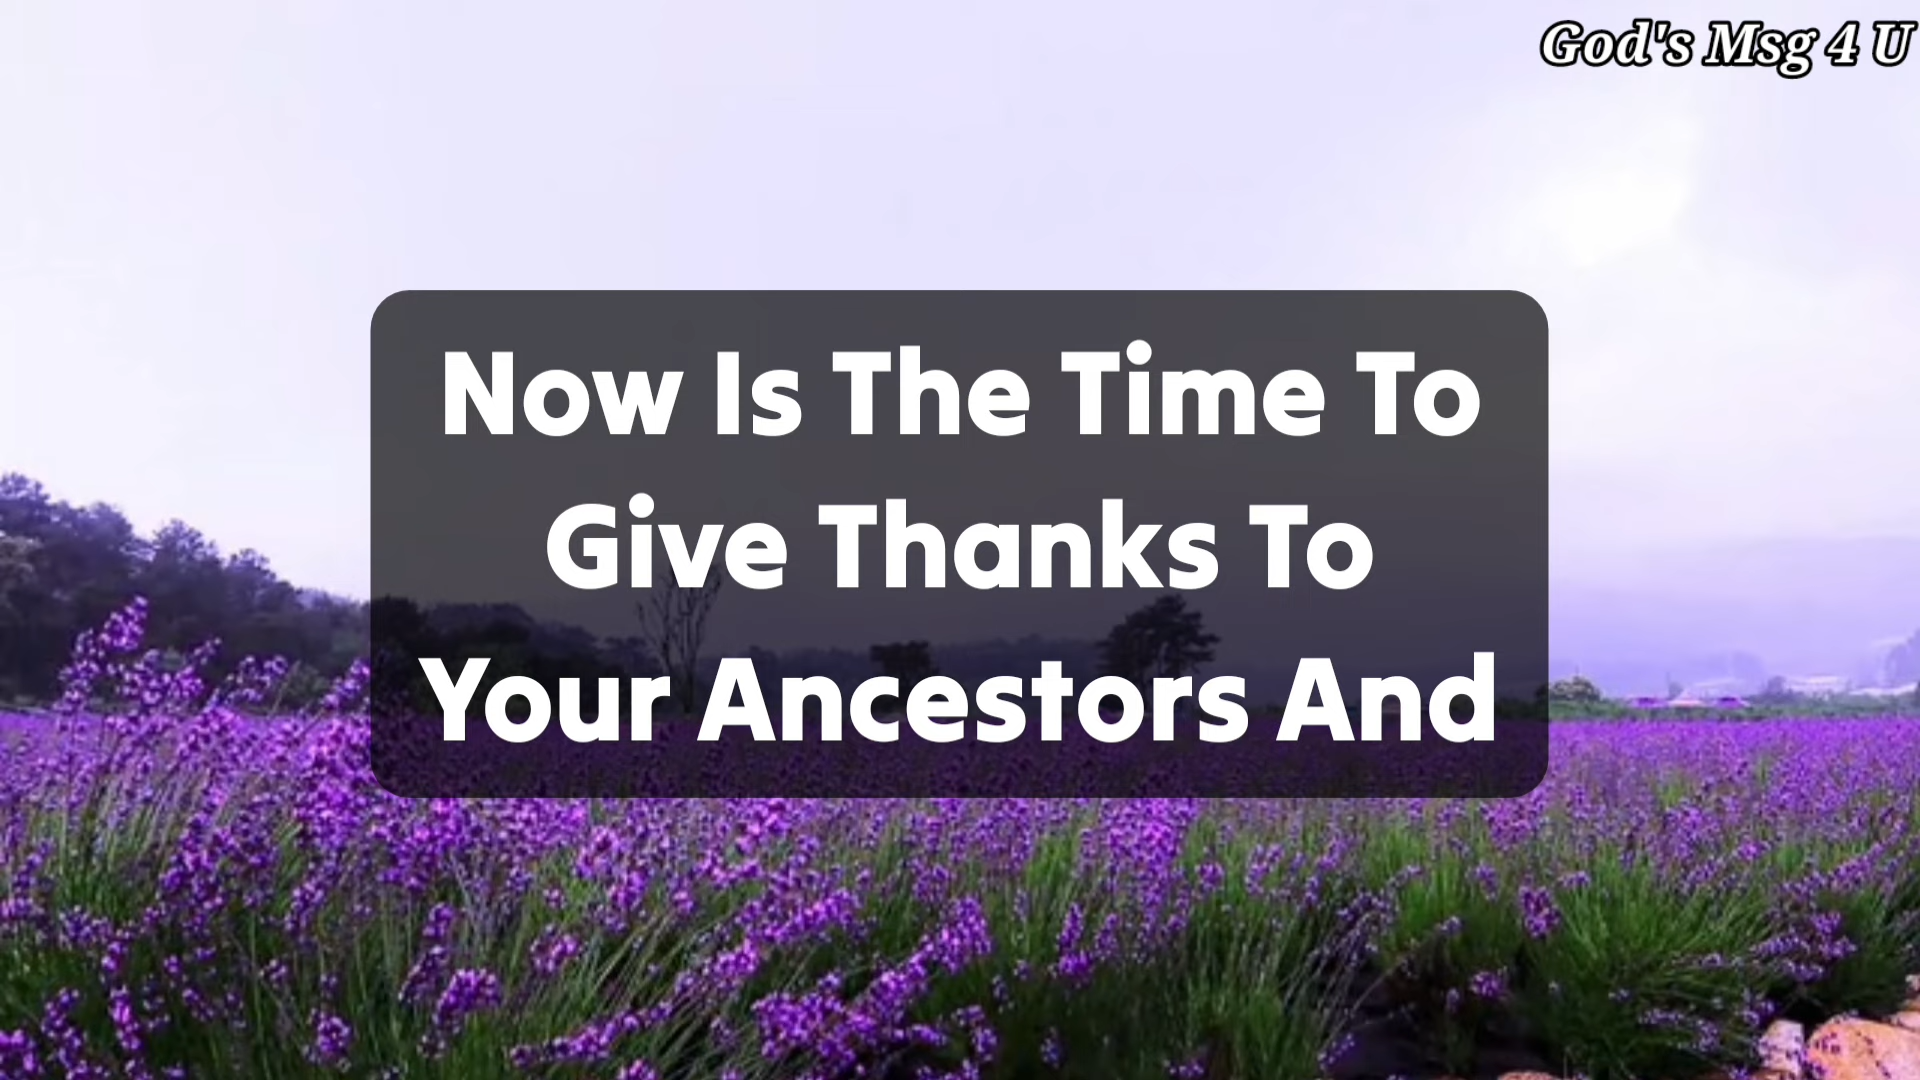 God's Msg 4 U
Now Is The Time To
Give Thanks To
Your Ancestors And